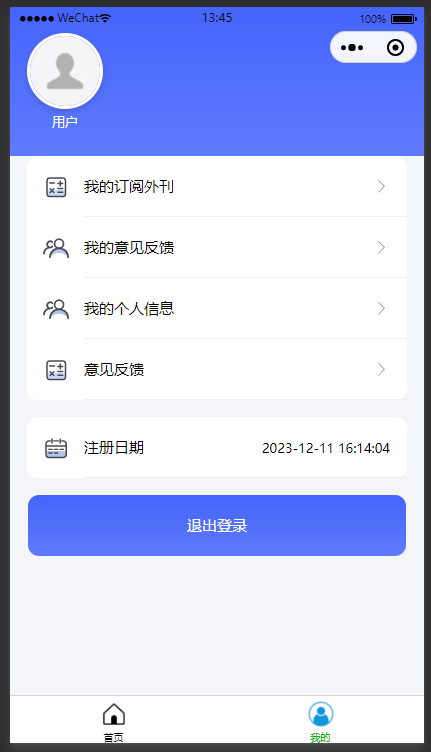 WeChat 13:45 100%
用户
我的订阅外刊
我的意见反馈
我的个人信息
意见反馈
注册日期 2023-12-11 16:14:04
退出登录
首页 我的